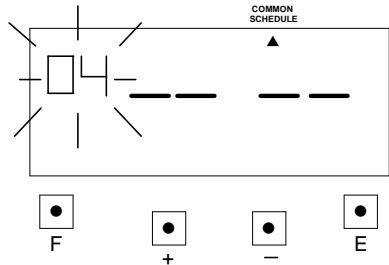 COMMON
SCHEDULE
04 -- --
F + - E